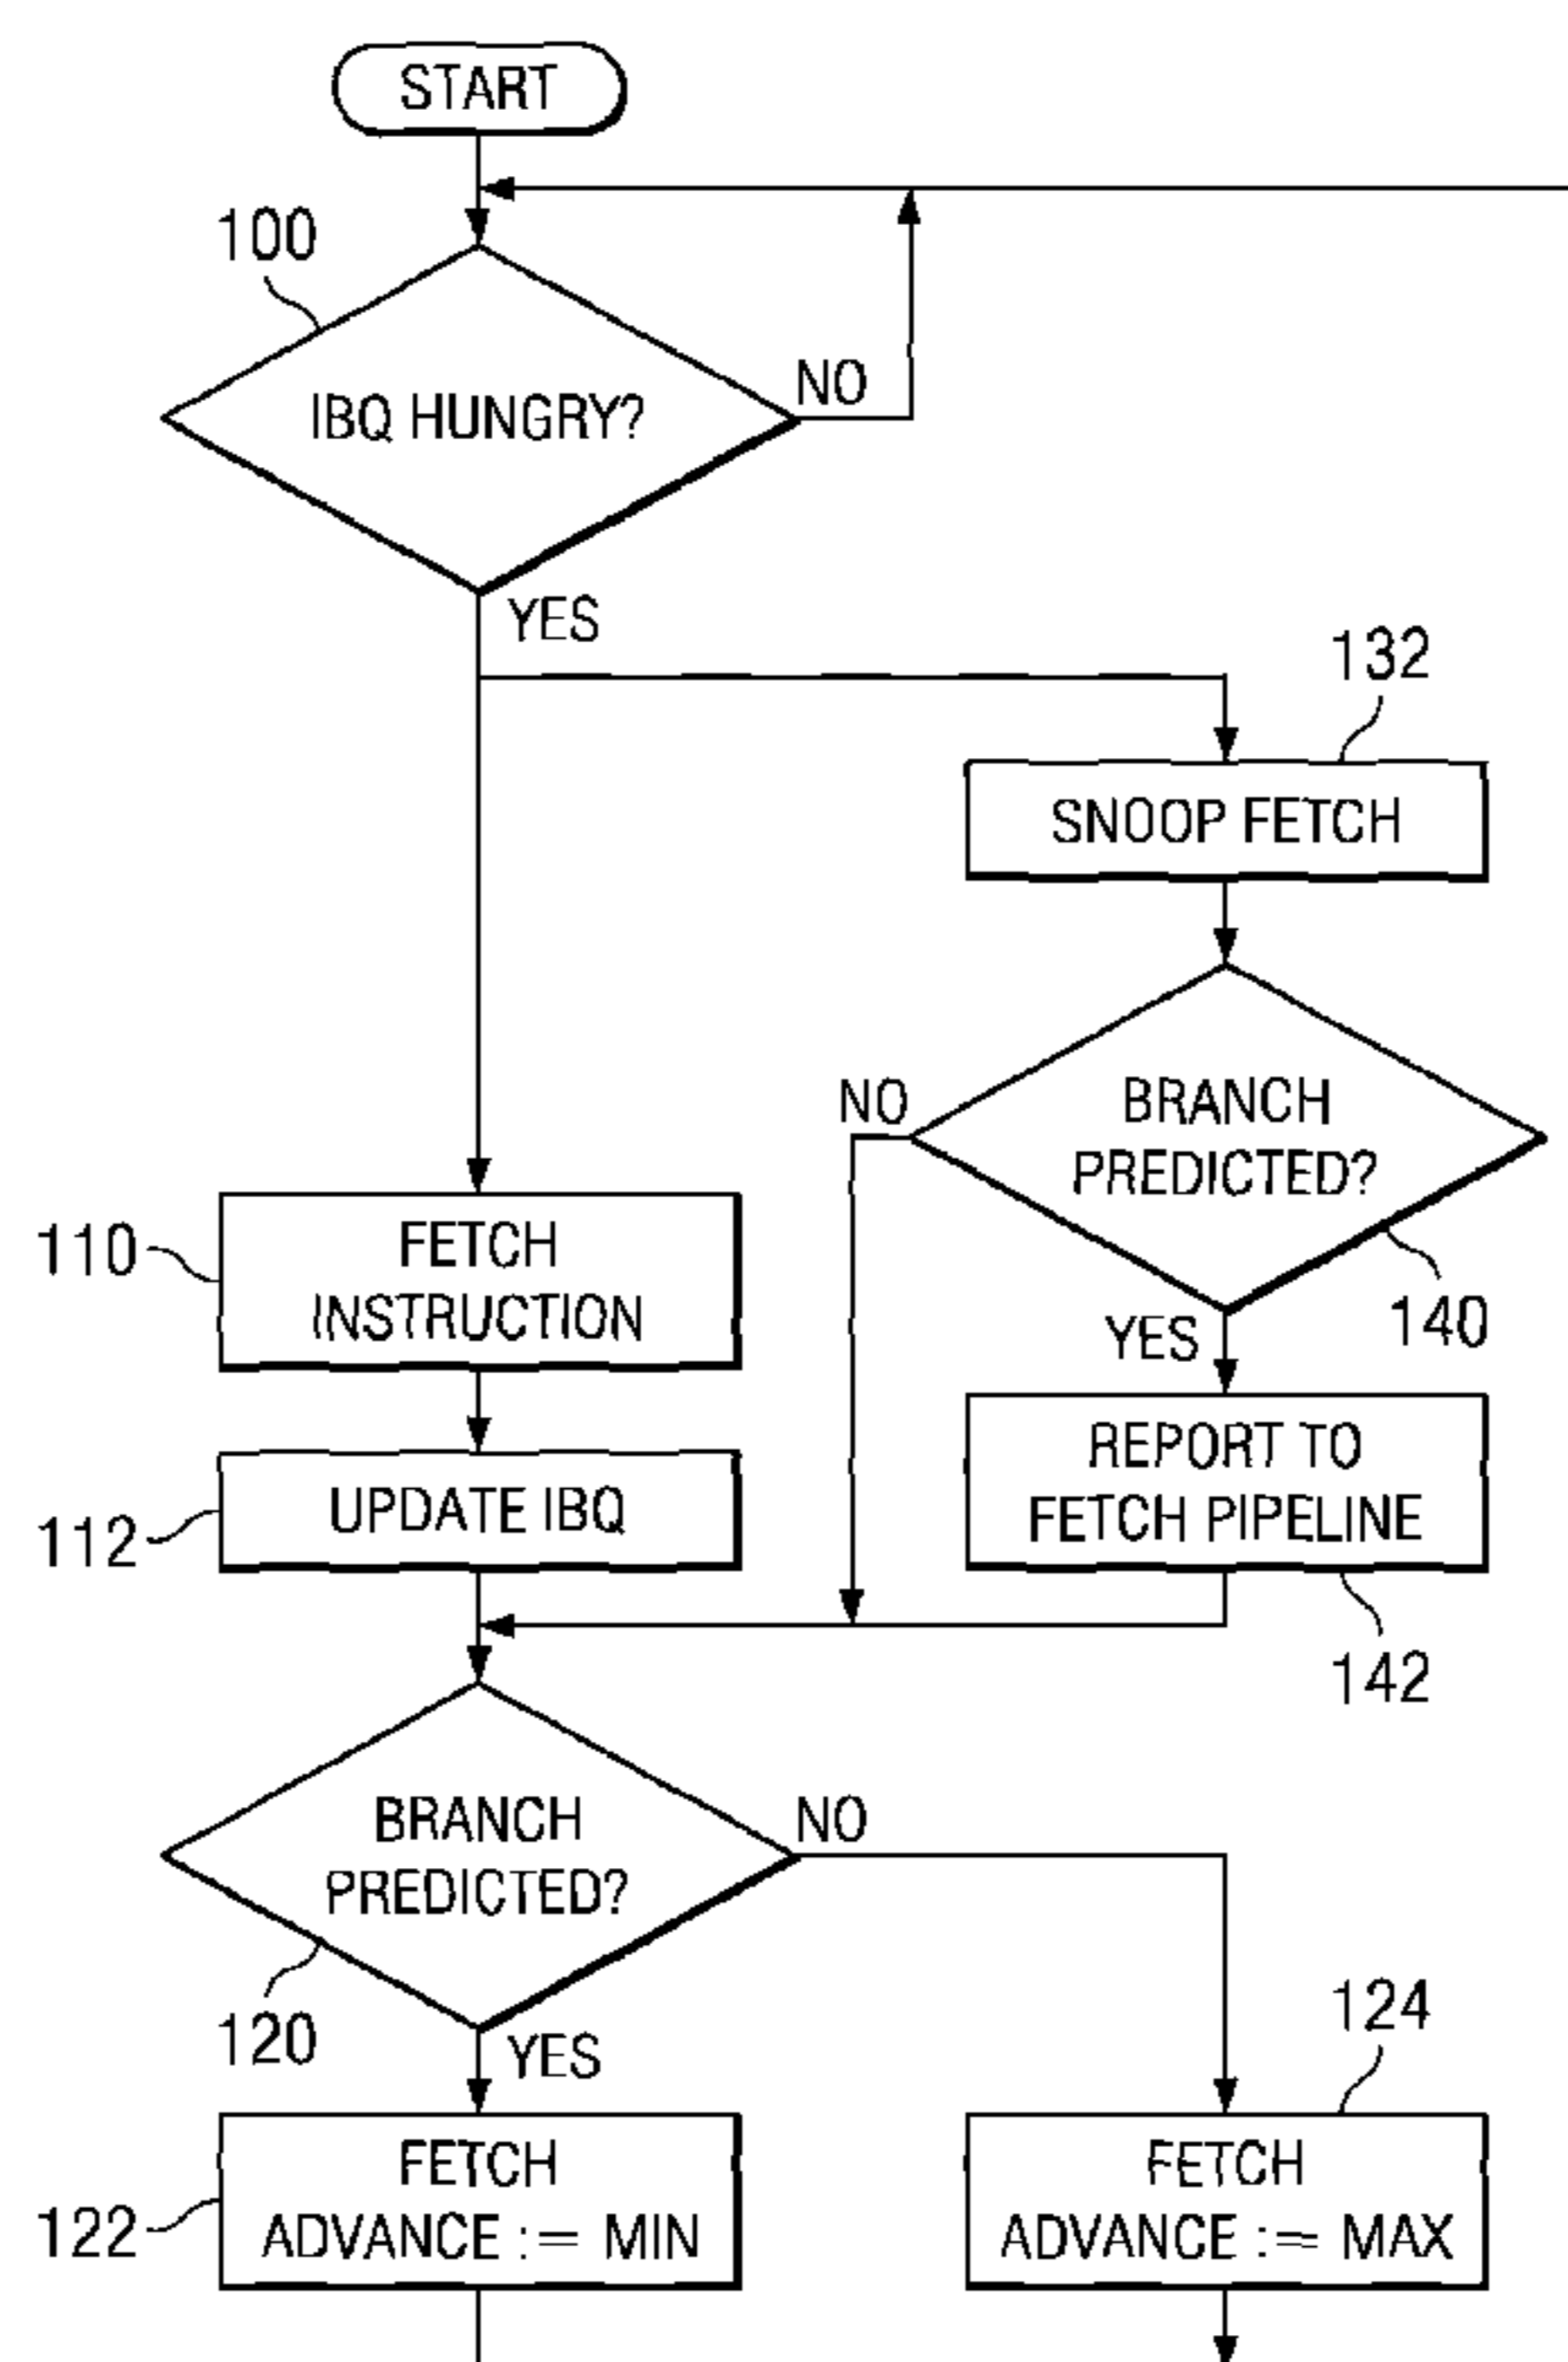 START
100
IBQ HUNGRY?
NO
YES
132
SNOOP FETCH
NO
BRANCH
PREDICTED?
140
YES
110
FETCH
INSTRUCTION
REPORT TO
FETCH PIPELINE
142
112
UPDATE IBQ
BRANCH
PREDICTED?
NO
120
YES
124
122
FETCH
ADVANCE := MIN
FETCH
ADVANCE := MAX